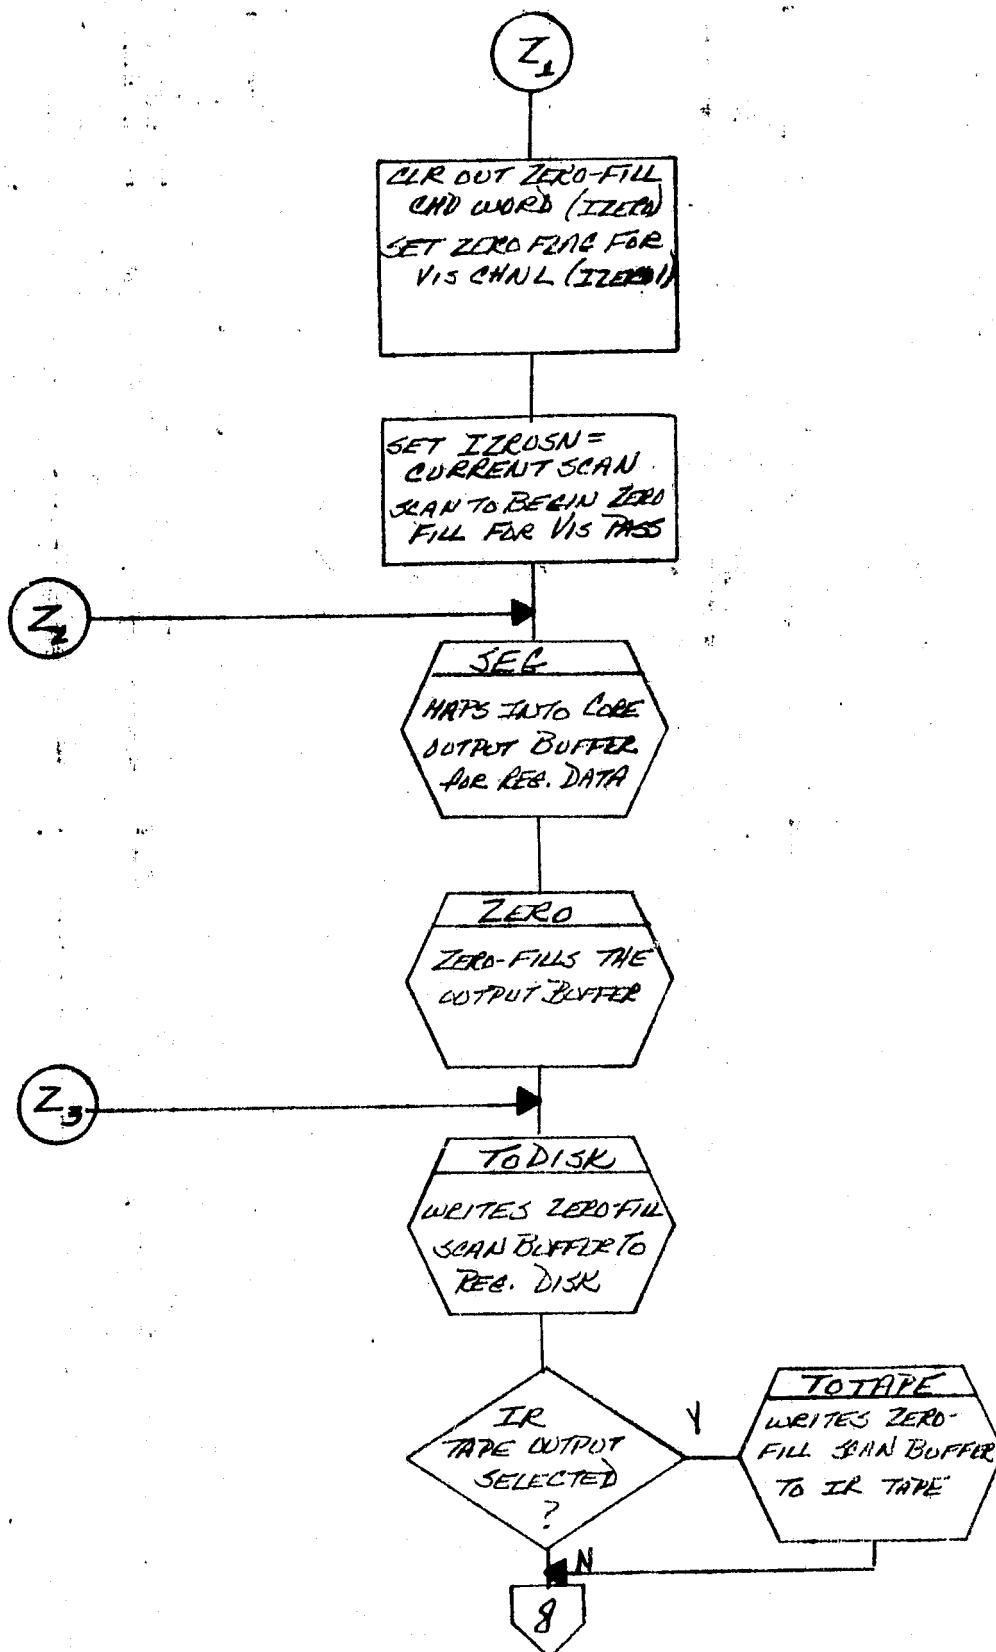 Z1
CLR OUT ZERO-FILL
CMD WORD (IZERO)
SET ZERO FLAG FOR
VIS CHNL (IZERO1)
SET IZROSN =
CURRENT SCAN
SCAN TO BEGIN ZERO
FILL FOR VIS PASS
Z2
SEG
MAPS INTO CORE
OUTPUT BUFFER
FOR REG. DATA
ZERO
ZERO-FILLS THE
OUTPUT BUFFER
Z3
TODISK
WRITES ZERO-FILL
SCAN BUFFER TO
REG. DISK
IR
TAPE OUTPUT
SELECTED
?
Y
TOTAPE
WRITES ZERO-
FILL SCAN BUFFER
TO IR TAPE
N
8